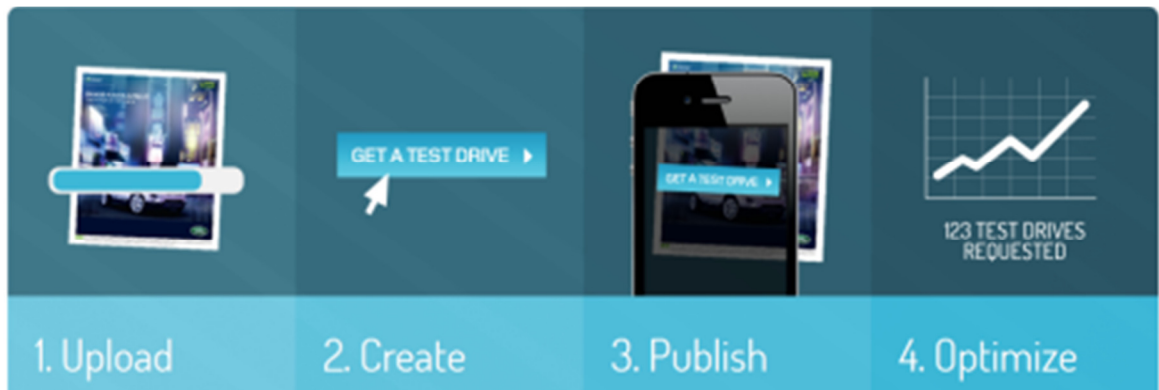 GET A TEST DRIVE
GET A TEST DRIVE
123 TEST DRIVES
REQUESTED
1. Upload
2. Create
3. Publish
4. Optimize